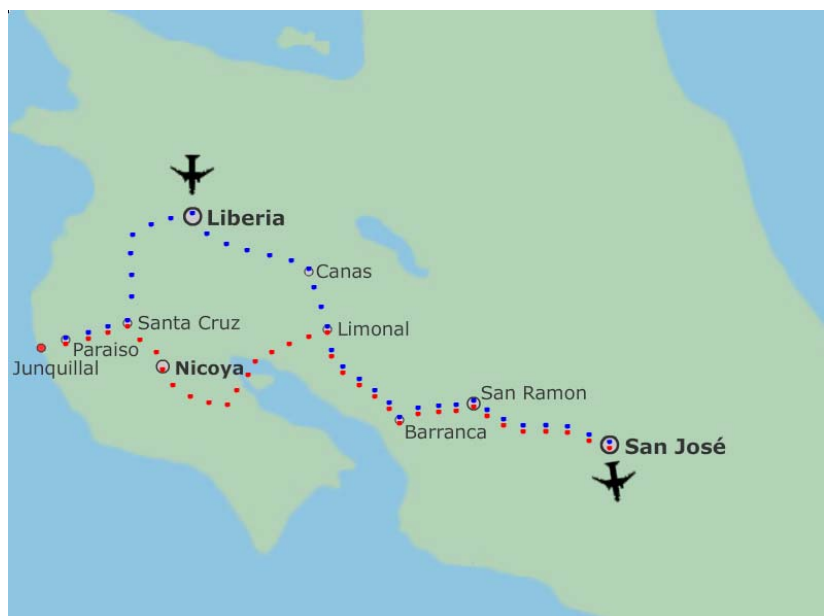 Liberia
Canas
Santa Cruz
Limonal
Paraiso
Junquillal
Nicoya
San Ramon
Barranca
San José